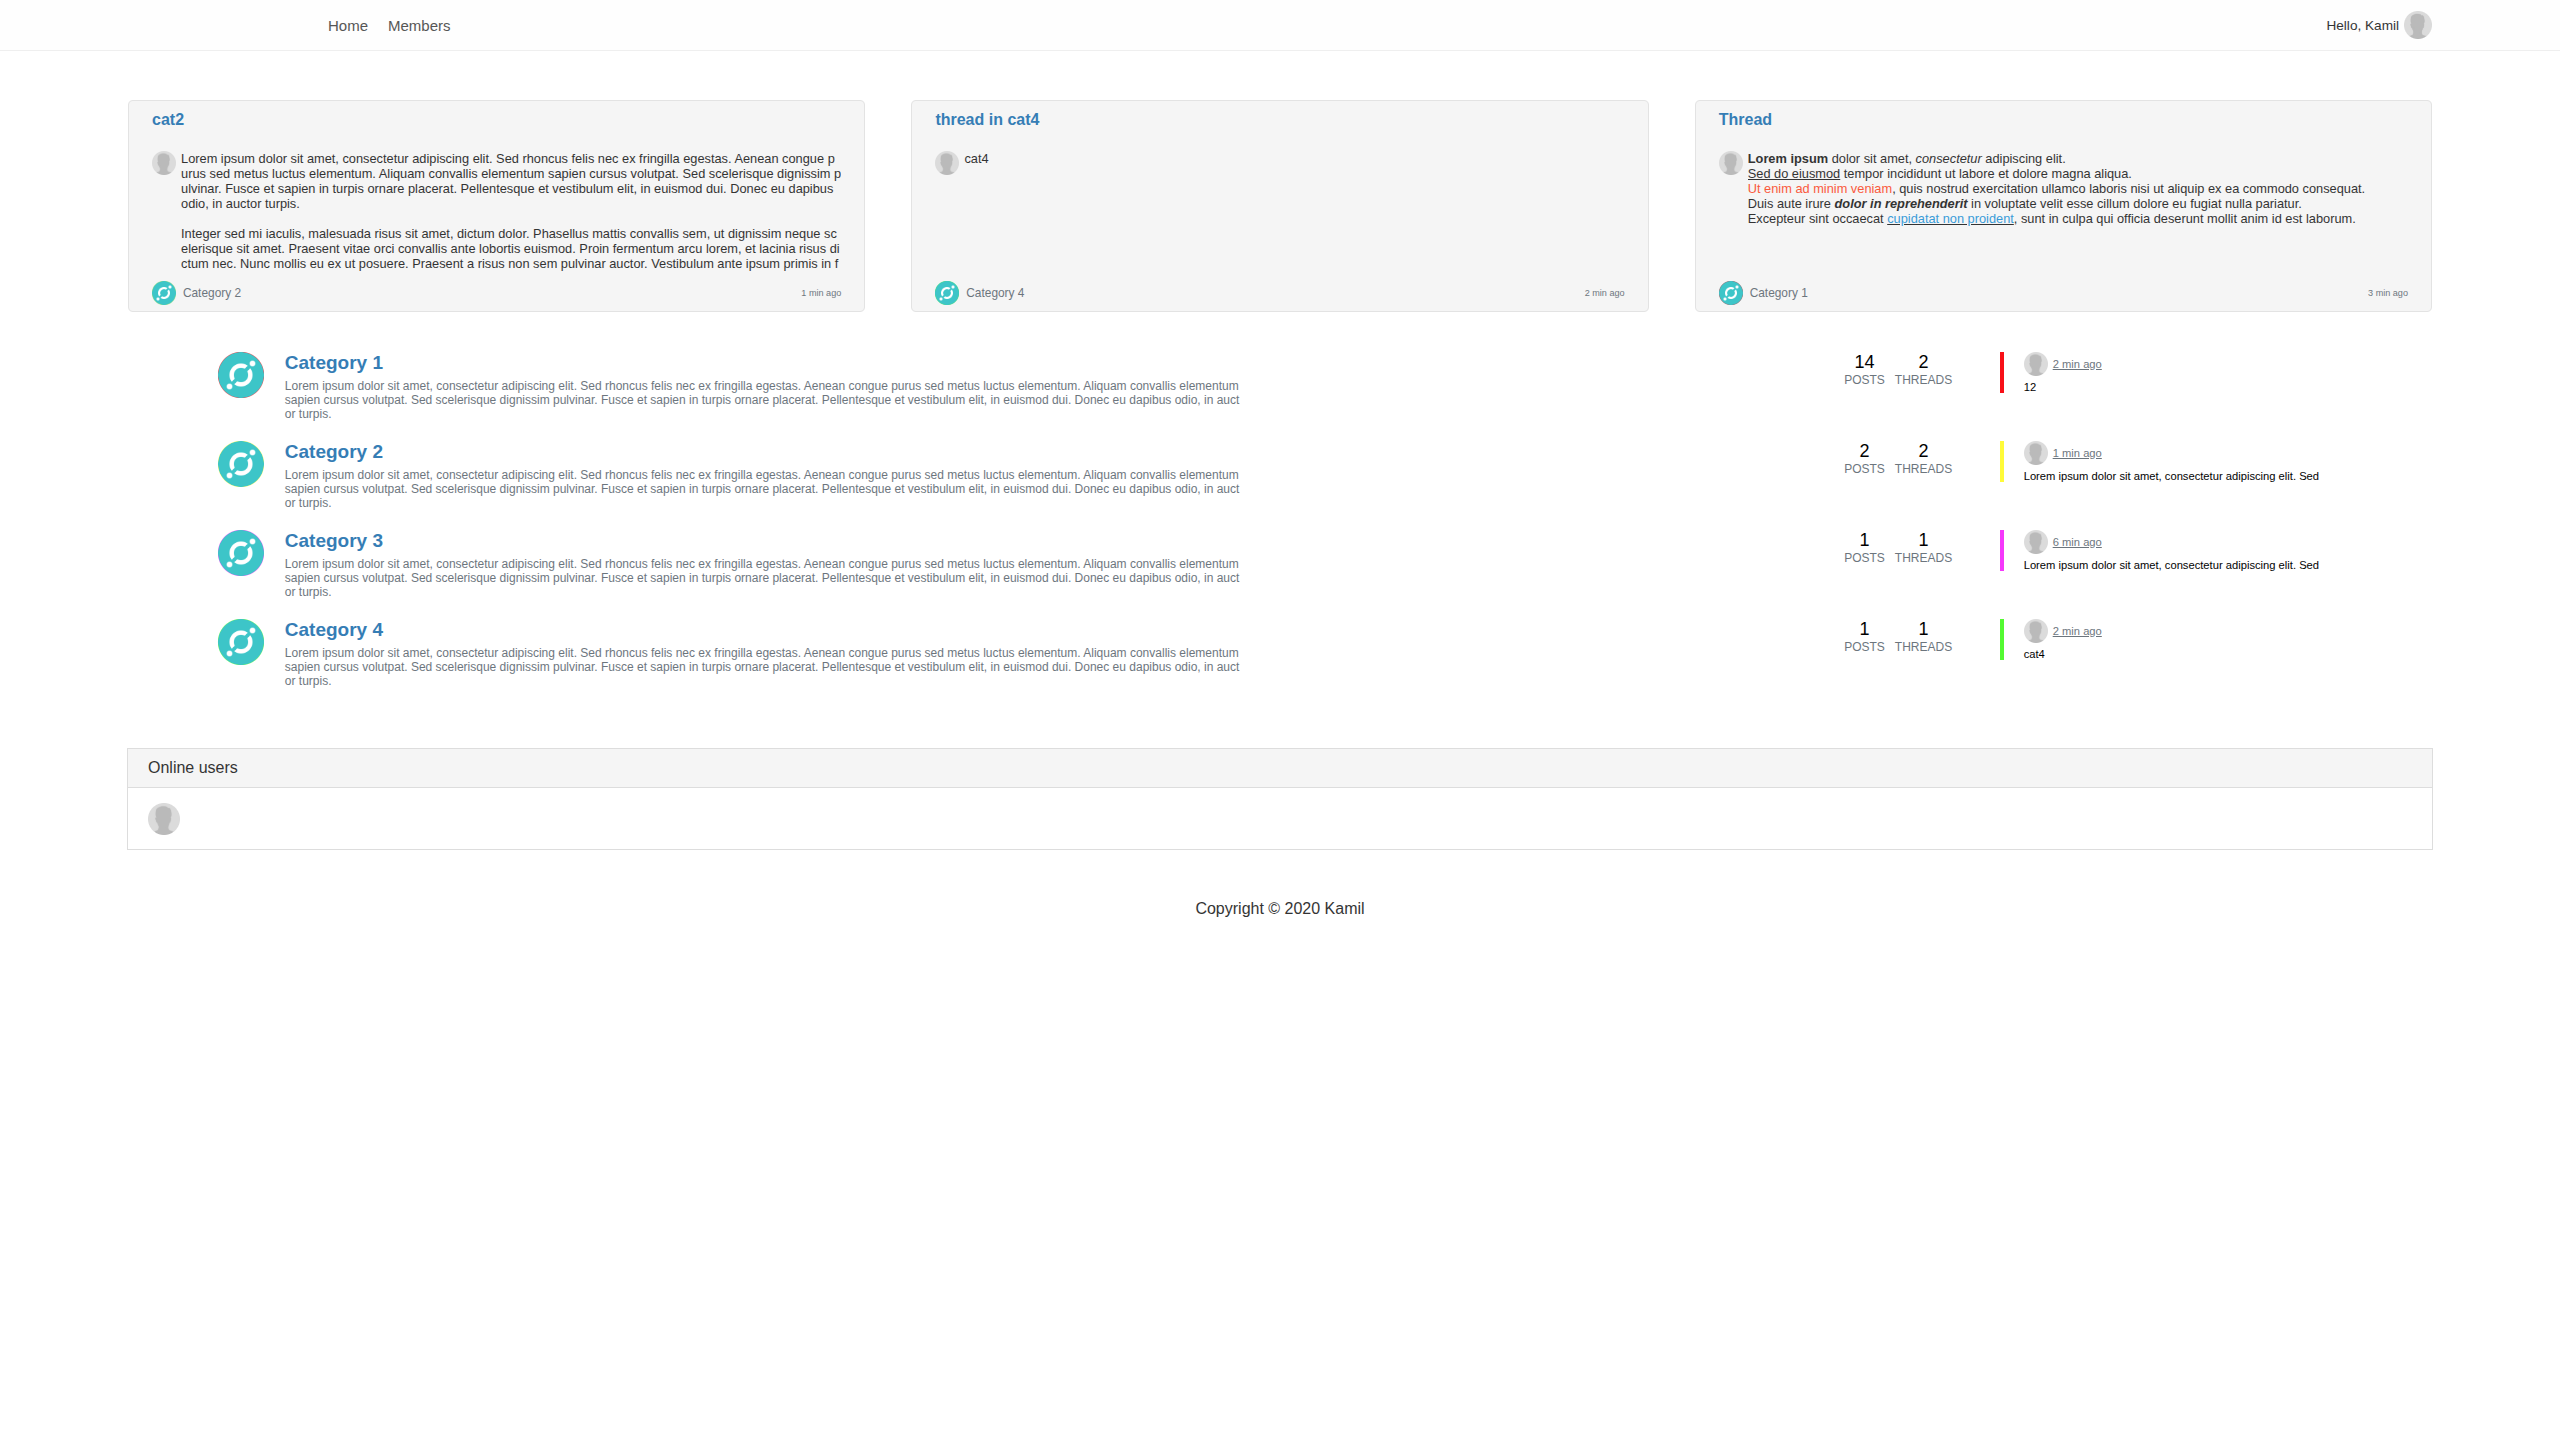 Home Members Hello, Kamil
cat2
Lorem ipsum dolor sit amet, consectetur adipiscing elit. Sed rhoncus felis nec ex fringilla egestas. Aenean congue p
urus sed metus luctus elementum. Aliquam convallis elementum sapien cursus volutpat. Sed scelerisque dignissim p
ulvinar. Fusce et sapien in turpis ornare placerat. Pellentesque et vestibulum elit, in euismod dui. Donec eu dapibus
odio, in auctor turpis.
Integer sed mi iaculis, malesuada risus sit amet, dictum dolor. Phasellus mattis convallis sem, ut dignissim neque sc
elerisque sit amet. Praesent vitae orci convallis ante lobortis euismod. Proin fermentum arcu lorem, et lacinia risus di
ctum nec. Nunc mollis eu ex ut posuere. Praesent a risus non sem pulvinar auctor. Vestibulum ante ipsum primis in f
Category 2 1 min ago
thread in cat4
cat4
Category 4 2 min ago
Thread
Lorem ipsum dolor sit amet, consectetur adipiscing elit.
Sed do eiusmod tempor incididunt ut labore et dolore magna aliqua.
Ut enim ad minim veniam, quis nostrud exercitation ullamco laboris nisi ut aliquip ex ea commodo consequat.
Duis aute irure dolor in reprehenderit in voluptate velit esse cillum dolore eu fugiat nulla pariatur.
Excepteur sint occaecat cupidatat non proident, sunt in culpa qui officia deserunt mollit anim id est laborum.
Category 1 3 min ago
Category 1
Lorem ipsum dolor sit amet, consectetur adipiscing elit. Sed rhoncus felis nec ex fringilla egestas. Aenean congue purus sed metus luctus elementum. Aliquam convallis elementum
sapien cursus volutpat. Sed scelerisque dignissim pulvinar. Fusce et sapien in turpis ornare placerat. Pellentesque et vestibulum elit, in euismod dui. Donec eu dapibus odio, in auct
or turpis.
14 2
POSTS THREADS
2 min ago
12
Category 2
Lorem ipsum dolor sit amet, consectetur adipiscing elit. Sed rhoncus felis nec ex fringilla egestas. Aenean congue purus sed metus luctus elementum. Aliquam convallis elementum
sapien cursus volutpat. Sed scelerisque dignissim pulvinar. Fusce et sapien in turpis ornare placerat. Pellentesque et vestibulum elit, in euismod dui. Donec eu dapibus odio, in auct
or turpis.
2 2
POSTS THREADS
1 min ago
Lorem ipsum dolor sit amet, consectetur adipiscing elit. Sed
Category 3
Lorem ipsum dolor sit amet, consectetur adipiscing elit. Sed rhoncus felis nec ex fringilla egestas. Aenean congue purus sed metus luctus elementum. Aliquam convallis elementum
sapien cursus volutpat. Sed scelerisque dignissim pulvinar. Fusce et sapien in turpis ornare placerat. Pellentesque et vestibulum elit, in euismod dui. Donec eu dapibus odio, in auct
or turpis.
1 1
POSTS THREADS
6 min ago
Lorem ipsum dolor sit amet, consectetur adipiscing elit. Sed
Category 4
Lorem ipsum dolor sit amet, consectetur adipiscing elit. Sed rhoncus felis nec ex fringilla egestas. Aenean congue purus sed metus luctus elementum. Aliquam convallis elementum
sapien cursus volutpat. Sed scelerisque dignissim pulvinar. Fusce et sapien in turpis ornare placerat. Pellentesque et vestibulum elit, in euismod dui. Donec eu dapibus odio, in auct
or turpis.
1 1
POSTS THREADS
2 min ago
cat4
Online users
Copyright © 2020 Kamil